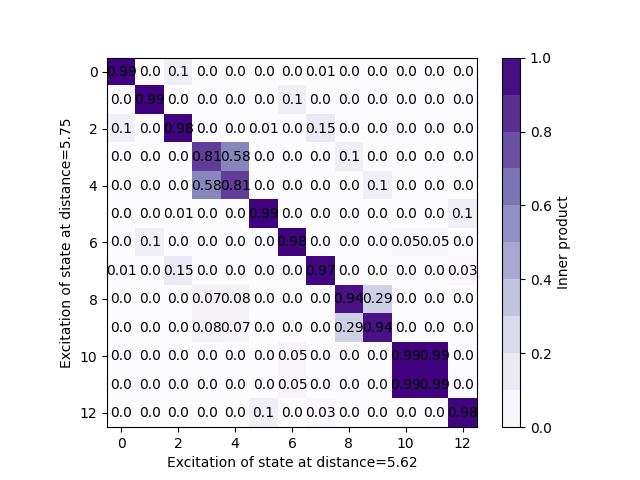 Excitation of state at distance=5.75
0 0.99 0.0 0.1 0.0 0.0 0.0 0.0 0.01 0.0 0.0 0.0 0.0 0.0
0.0 0.99 0.0 0.0 0.0 0.0 0.1 0.0 0.0 0.0 0.0 0.0 0.0
2 0.1 0.0 0.98 0.0 0.0 0.01 0.0 0.15 0.0 0.0 0.0 0.0 0.0
0.0 0.0 0.0 0.81 0.58 0.0 0.0 0.0 0.1 0.0 0.0 0.0 0.0
4 0.0 0.0 0.0 0.58 0.81 0.0 0.0 0.0 0.0 0.1 0.0 0.0 0.0
0.0 0.0 0.01 0.0 0.0 0.99 0.0 0.0 0.0 0.0 0.0 0.0 0.1
6 0.0 0.1 0.0 0.0 0.0 0.0 0.98 0.0 0.0 0.0 0.05 0.05 0.0
0.01 0.0 0.15 0.0 0.0 0.0 0.0 0.97 0.0 0.0 0.0 0.0 0.03
8 0.0 0.0 0.0 0.07 0.08 0.0 0.0 0.0 0.94 0.29 0.0 0.0 0.0
0.0 0.0 0.0 0.08 0.07 0.0 0.0 0.0 0.29 0.94 0.0 0.0 0.0
10 0.0 0.0 0.0 0.0 0.0 0.0 0.05 0.0 0.0 0.0 0.99 0.99 0.0
0.0 0.0 0.0 0.0 0.0 0.0 0.05 0.0 0.0 0.0 0.99 0.99 0.0
12 0.0 0.0 0.0 0.0 0.0 0.1 0.0 0.03 0.0 0.0 0.0 0.0 0.98
0 2 4 6 8 10 12
Excitation of state at distance=5.62
1.0
0.8
0.6
0.4
0.2
0.0
Inner product